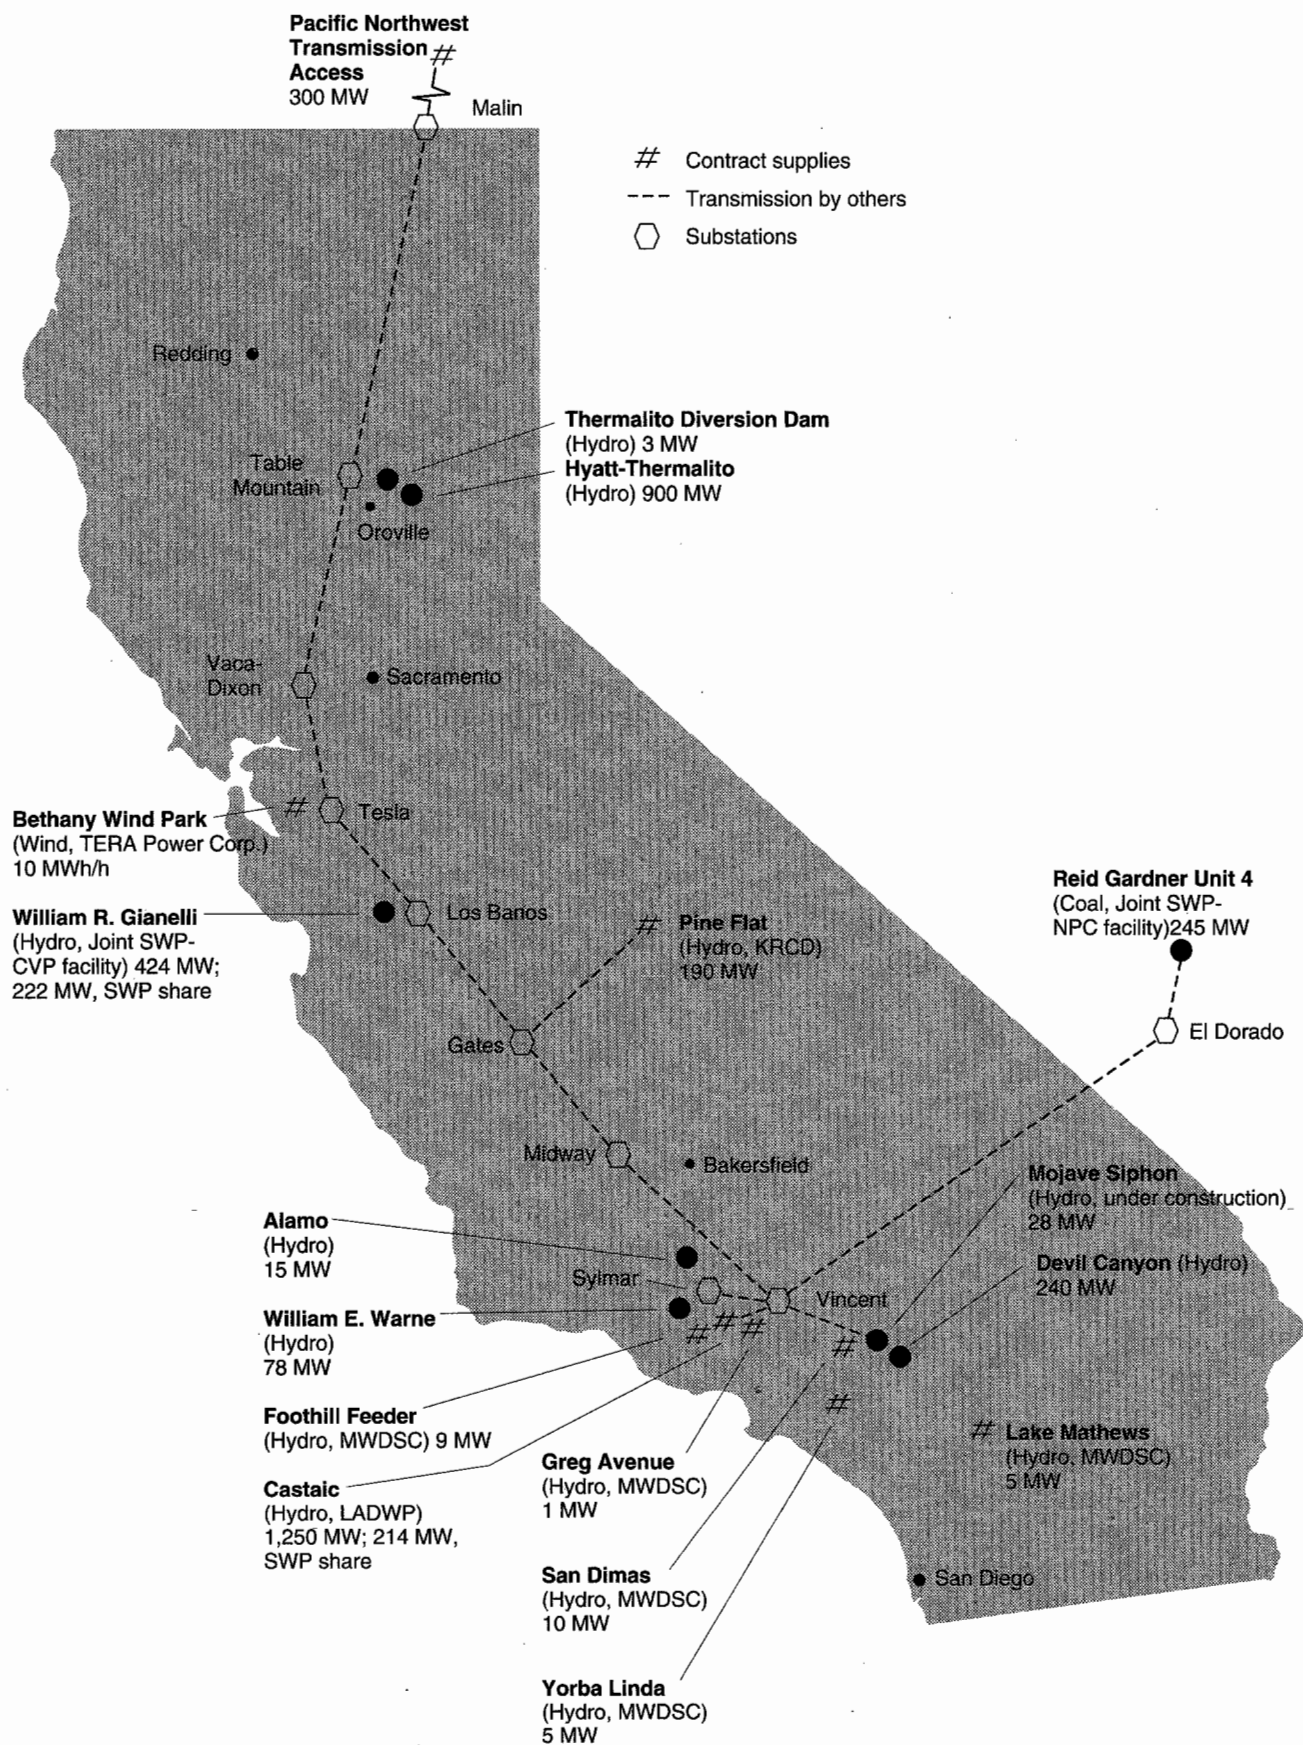 Pacific Northwest
Transmission
Access
300 MW
Malin
# Contract supplies
Transmission by others
Substations
Redding
Thermalito Diversion Dam
(Hydro) 3 MW
Hyatt-Thermalito
(Hydro) 900 MW
Table
Mountain
Oroville
Vaca-
Dixon
Sacramento
Bethany Wind Park
(Wind, TERA Power Corp.)
10 MWh/h
Tesla
William R. Gianelli
(Hydro, Joint SWP-
CVP facility) 424 MW;
222 MW, SWP share
Los Banos
Pine Flat
(Hydro, KRCD)
190 MW
Reid Gardner Unit 4
(Coal, Joint SWP-
NPC facility)245 MW
El Dorado
Gates
Midway
Bakersfield
Mojave Siphon
(Hydro, under construction)
28 MW
Alamo
(Hydro)
15 MW
Sylmar
Vincent
Devil Canyon (Hydro)
240 MW
William E. Warne
(Hydro)
78 MW
Foothill Feeder
(Hydro, MWDSC) 9 MW
Castaic
(Hydro, LADWP)
1,250 MW; 214 MW,
SWP share
Greg Avenue
(Hydro, MWDSC)
1 MW
Lake Mathews
(Hydro, MWDSC)
5 MW
San Dimas
(Hydro, MWDSC)
10 MW
San Diego
Yorba Linda
(Hydro, MWDSC)
5 MW